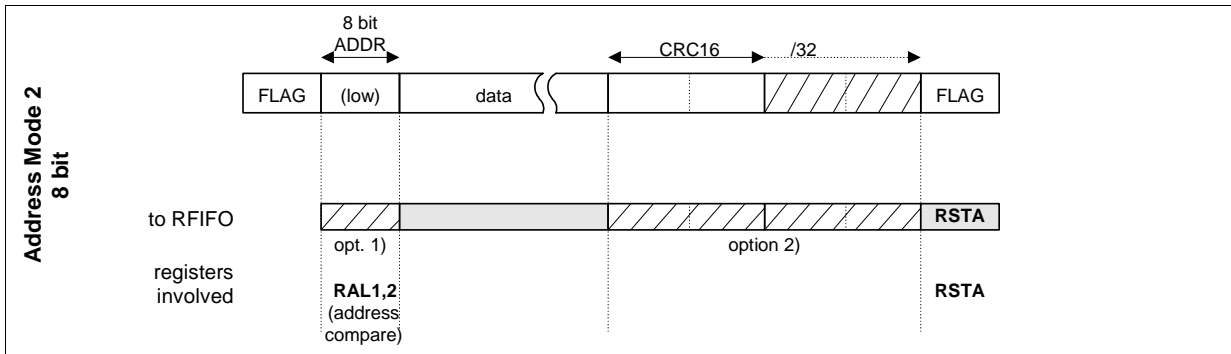 Address Mode 2
8 bit
8 bit
ADDR
CRC16
/32
FLAG
(low)
data
FLAG
to RFIFO
RSTA
opt. 1)
option 2)
registers
involved
RAL1,2
(address
compare)
RSTA